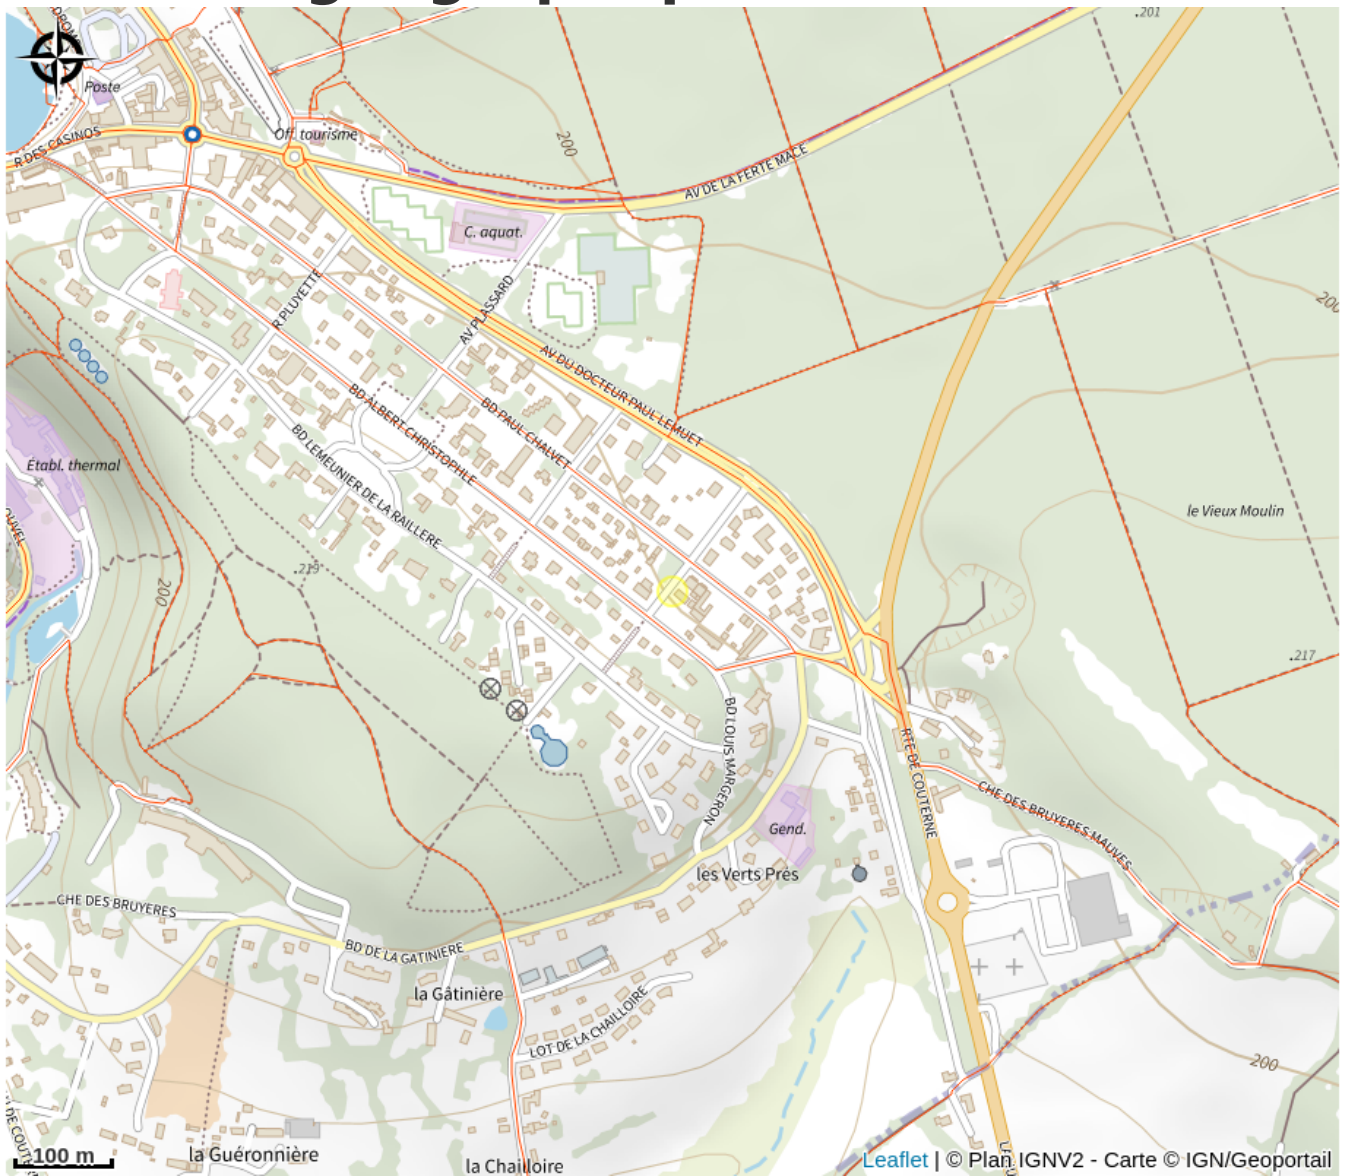 201
Poste
Off. tourisme
R DES CASINOS
200
AV DE LA FERTE MACE
C. aquat.
R PLUYETTE
AV PLASSARD
200
AV DU DOCTEUR PAUL LEMUET
BD ALBERT CHRISTOPHLE
BD PAUL CHALVET
BD LEMEUNIER DE LA RAILLERE
Établ. thermal
le Vieux Moulin
219
200
217
BD LOUIS MARGERON
RTE DE COUTERNE
CHE DES BRUYERES MAUVES
Gend.
les Verts Prés
CHE DES BRUYERES
BD DE LA GATINIERE
la Gâtinière
LOT DE LA CHAILLOIRE
200
la Guéronnière
la Chailloire
100 m
Leaflet | © Plan IGNV2 - Carte © IGN/Geoportail